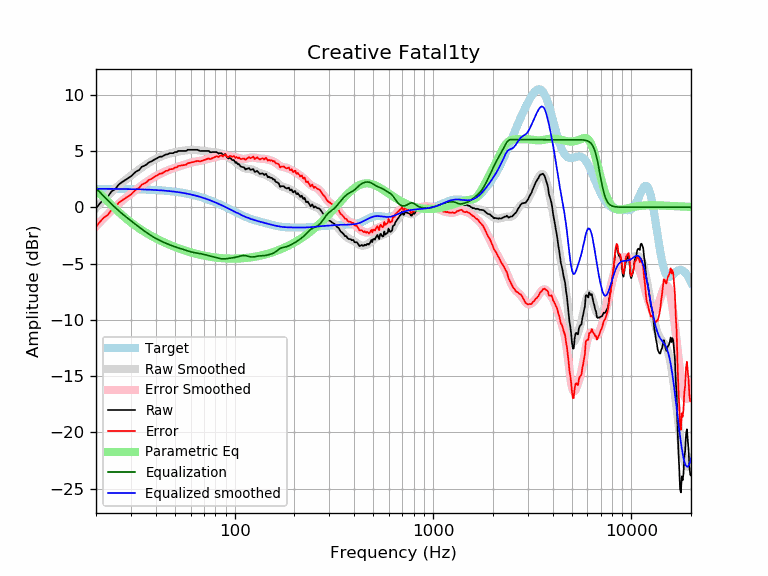 Creative Fatal1ty
10
5
0
−5
−10
−15
−20
−25
Amplitude (dBr)
Target
Raw Smoothed
Error Smoothed
Raw
Error
Parametric Eq
Equalization
Equalized smoothed
100
1000
10000
Frequency (Hz)